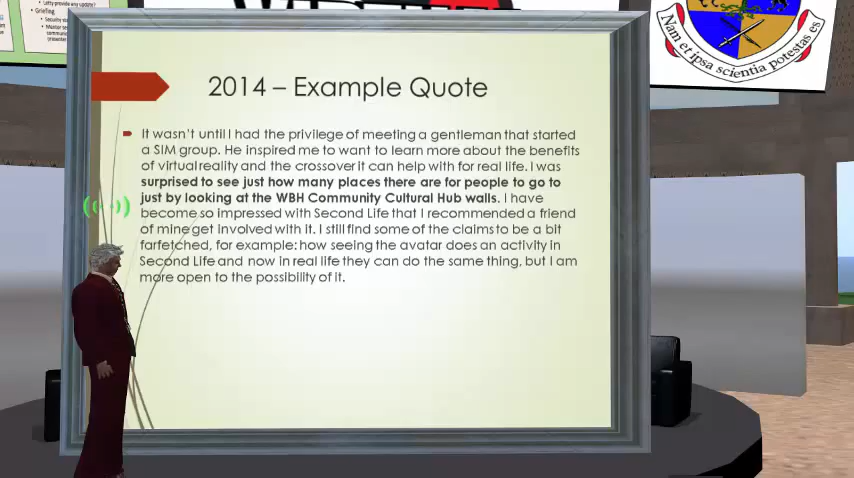 Lefty provide any update?
Griefing
2014 – Example Quote
It wasn't until I had the privilege of meeting a gentleman that started
a SIM group. He inspired me to want to learn more about the benefits
of virtual reality and the crossover it can help with for real life. I was
surprised to see just how many places there are for people to go to
just by looking at the WBH Community Cultural Hub walls. I have
become so impressed with Second Life that I recommended a friend
of mine get involved with it. I still find some of the claims to be a bit
farfetched, for example: how seeing the avatar does an activity in
Second Life and now in real life they can do the same thing, but I am
more open to the possibility of it.
Nam et ipsa scientia potestas es